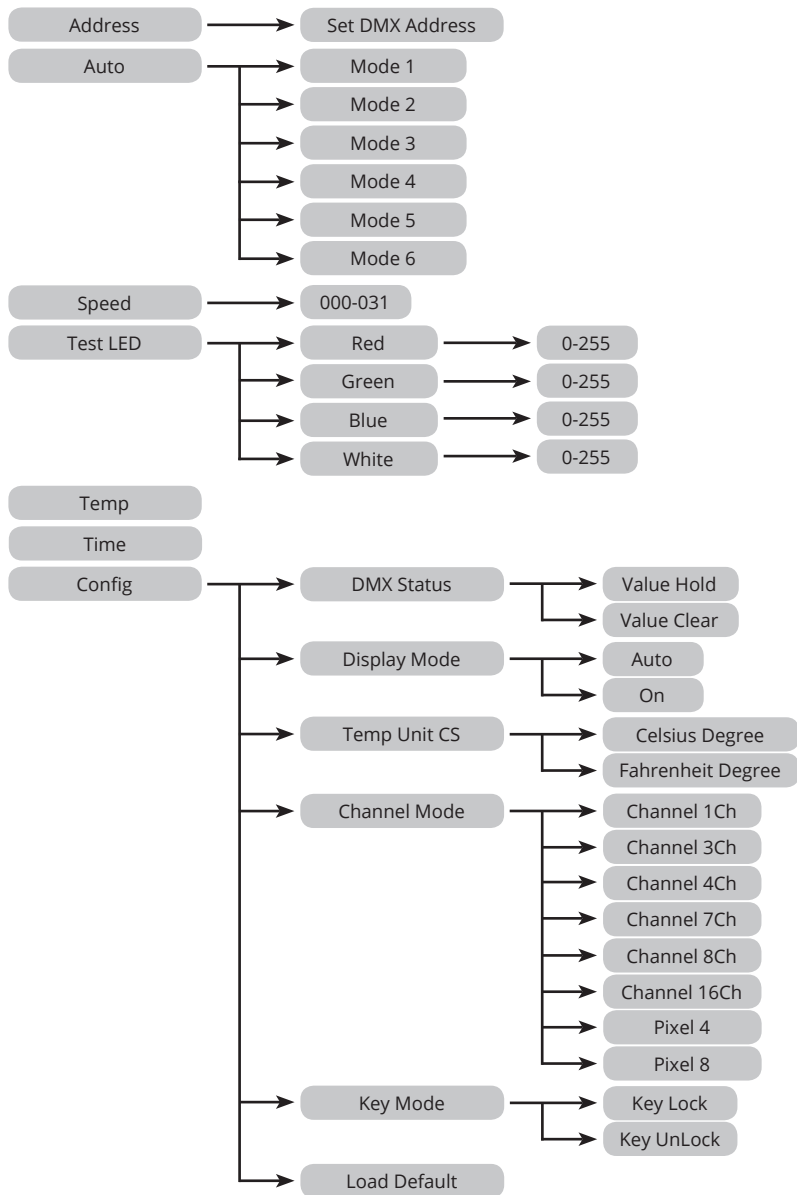 Address Set DMX Address
Auto Mode 1
Mode 2
Mode 3
Mode 4
Mode 5
Mode 6
Speed 000-031
Test LED Red 0-255
Green 0-255
Blue 0-255
White 0-255
Temp
Time
Config DMX Status Value Hold
Value Clear
Display Mode Auto
On
Temp Unit CS Celsius Degree
Fahrenheit Degree
Channel Mode Channel 1Ch
Channel 3Ch
Channel 4Ch
Channel 7Ch
Channel 8Ch
Channel 16Ch
Pixel 4
Pixel 8
Key Mode Key Lock
Key UnLock
Load Default